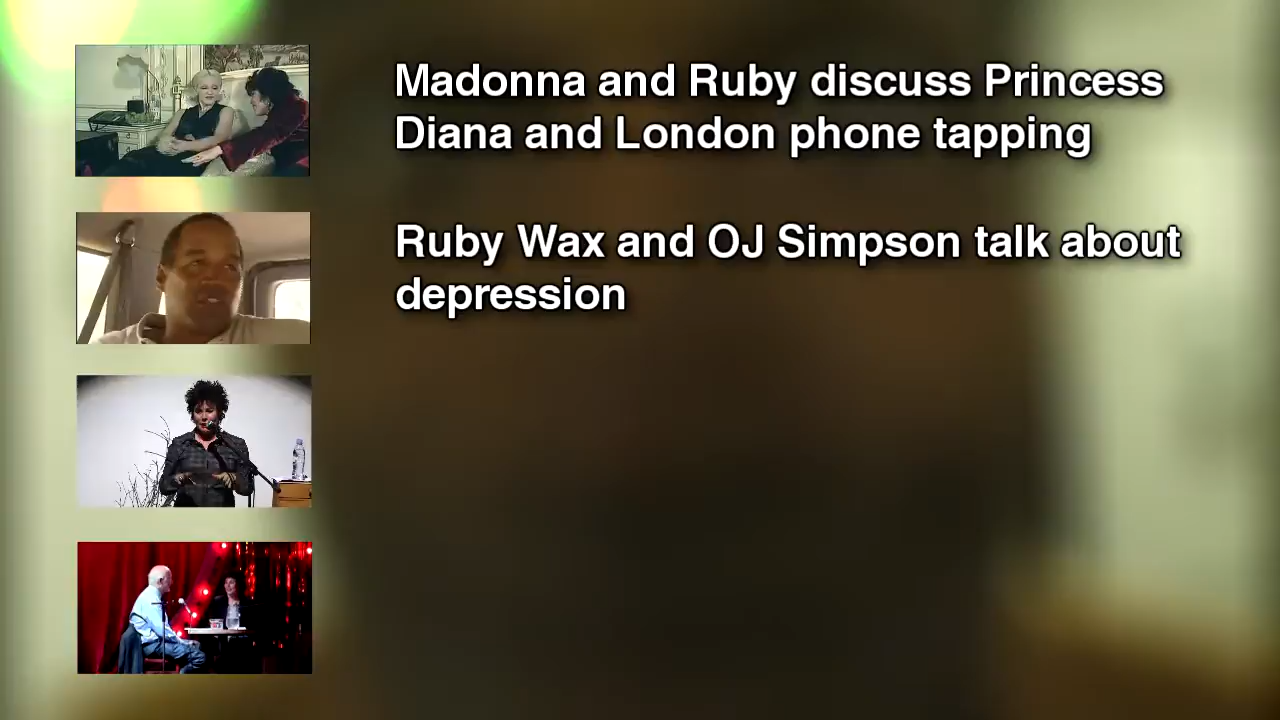 Madonna and Ruby discuss Princess
Diana and London phone tapping
Ruby Wax and OJ Simpson talk about
depression